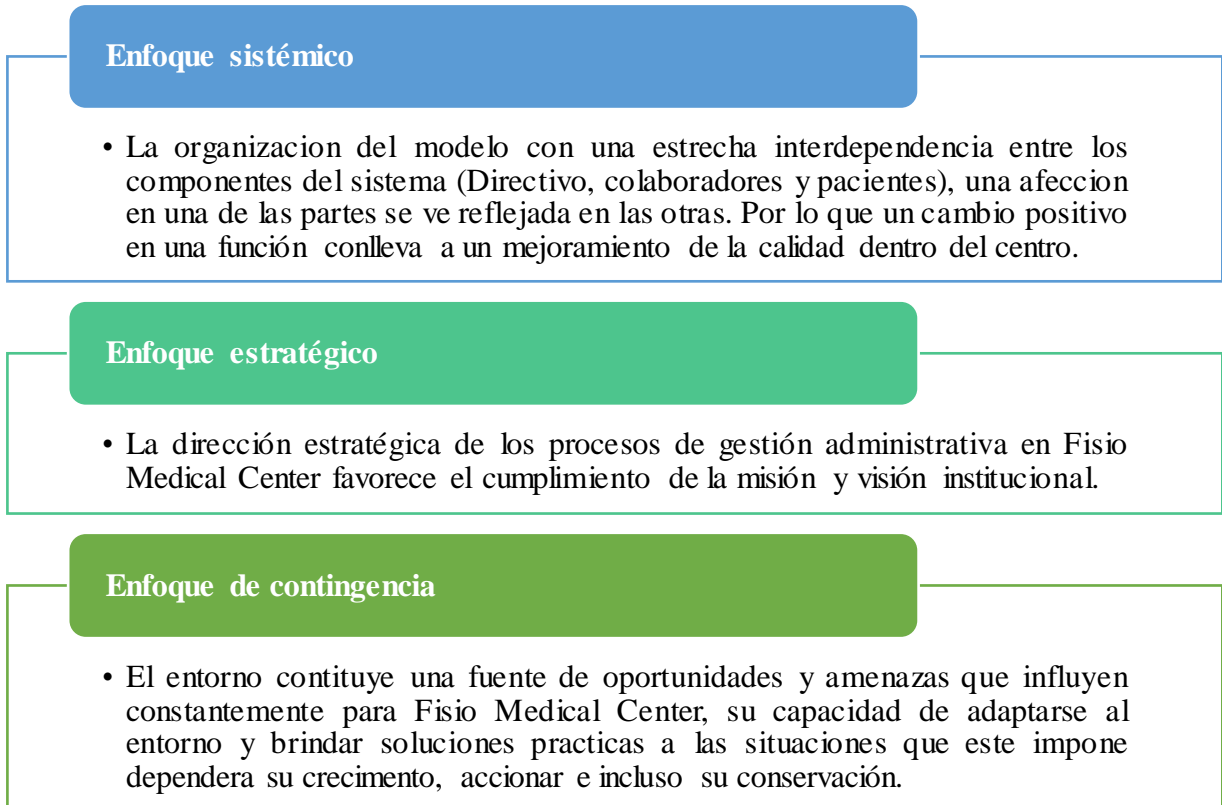 Enfoque sistémico
• La organizacion del modelo con una estrecha interdependencia entre los
componentes del sistema (Directivo, colaboradores y pacientes), una afeccion
en una de las partes se ve reflejada en las otras. Por lo que un cambio positivo
en una función conlleva a un mejoramiento de la calidad dentro del centro.
Enfoque estratégico
• La dirección estratégica de los procesos de gestión administrativa en Fisio
Medical Center favorece el cumplimiento de la misión y visión institucional.
Enfoque de contingencia
• El entorno contituye una fuente de oportunidades y amenazas que influyen
constantemente para Fisio Medical Center, su capacidad de adaptarse al
entorno y brindar soluciones practicas a las situaciones que este impone
dependera su crecimento, accionar e incluso su conservación.